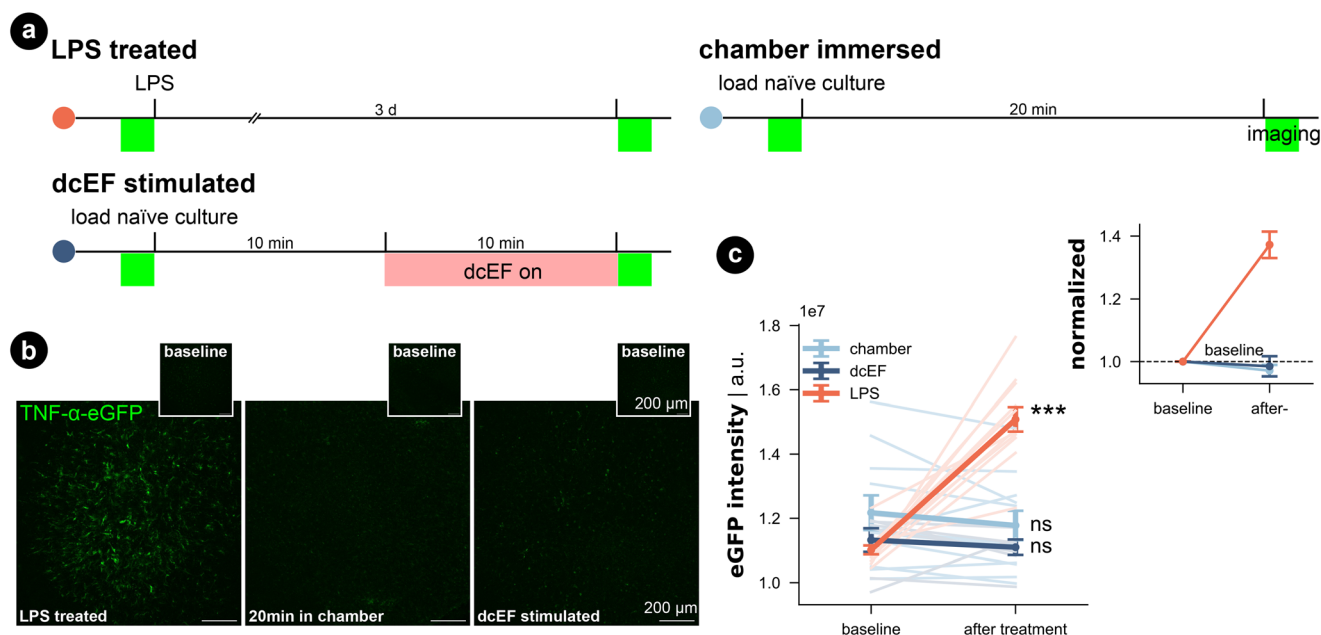 a
LPS treated
LPS
3 d
chamber immersed
load naïve culture
20 min
imaging
dcEF stimulated
load naïve culture
10 min
10 min
dcEF on
b
baseline
baseline
baseline
200 µm
TNF-α-eGFP
LPS treated
20min in chamber
dcEF stimulated
200 µm
c
1e7
1.8
1.6
1.4
1.2
1.0
eGFP intensity | a.u.
chamber
dcEF
LPS
***
ns
ns
baseline
after treatment
normalized
1.4
1.2
1.0
baseline
baseline
after-